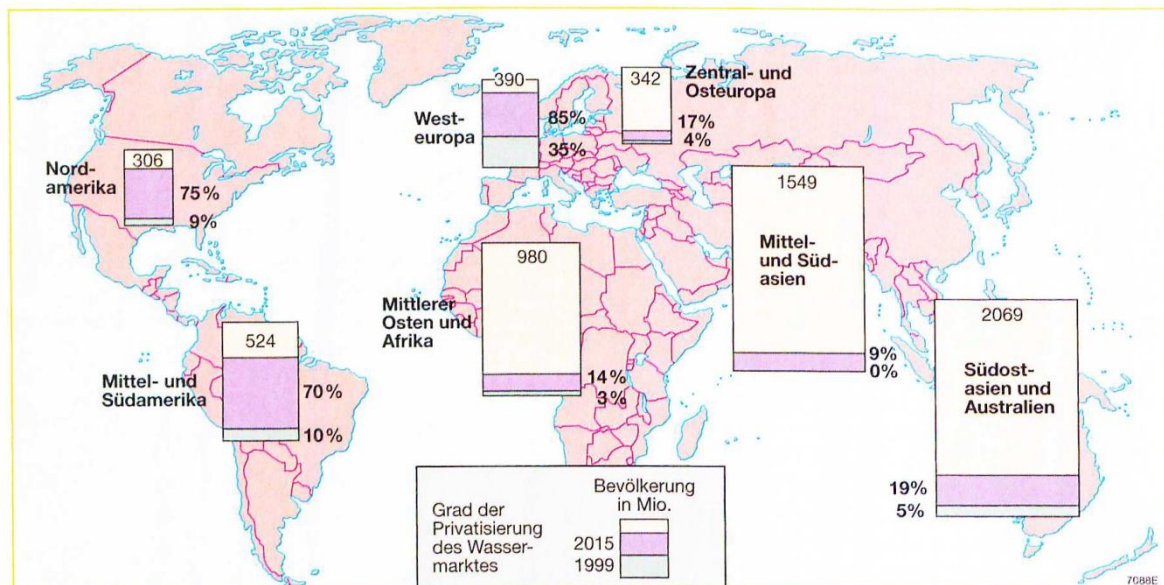 390
West-
europa
85%
35%
342
Zentral- und
Osteuropa
17%
4%
Nord-
amerika
306
75%
9%
1549
Mittel-
und Süd-
asien
9%
0%
980
Mittlerer
Osten und
Afrika
14%
3%
2069
Südost-
asien und
Australien
19%
5%
524
Mittel- und
Südamerika
70%
10%
Grad der
Privatisierung
des Wasser-
marktes
Bevölkerung
in Mio.
2015
1999
7088E